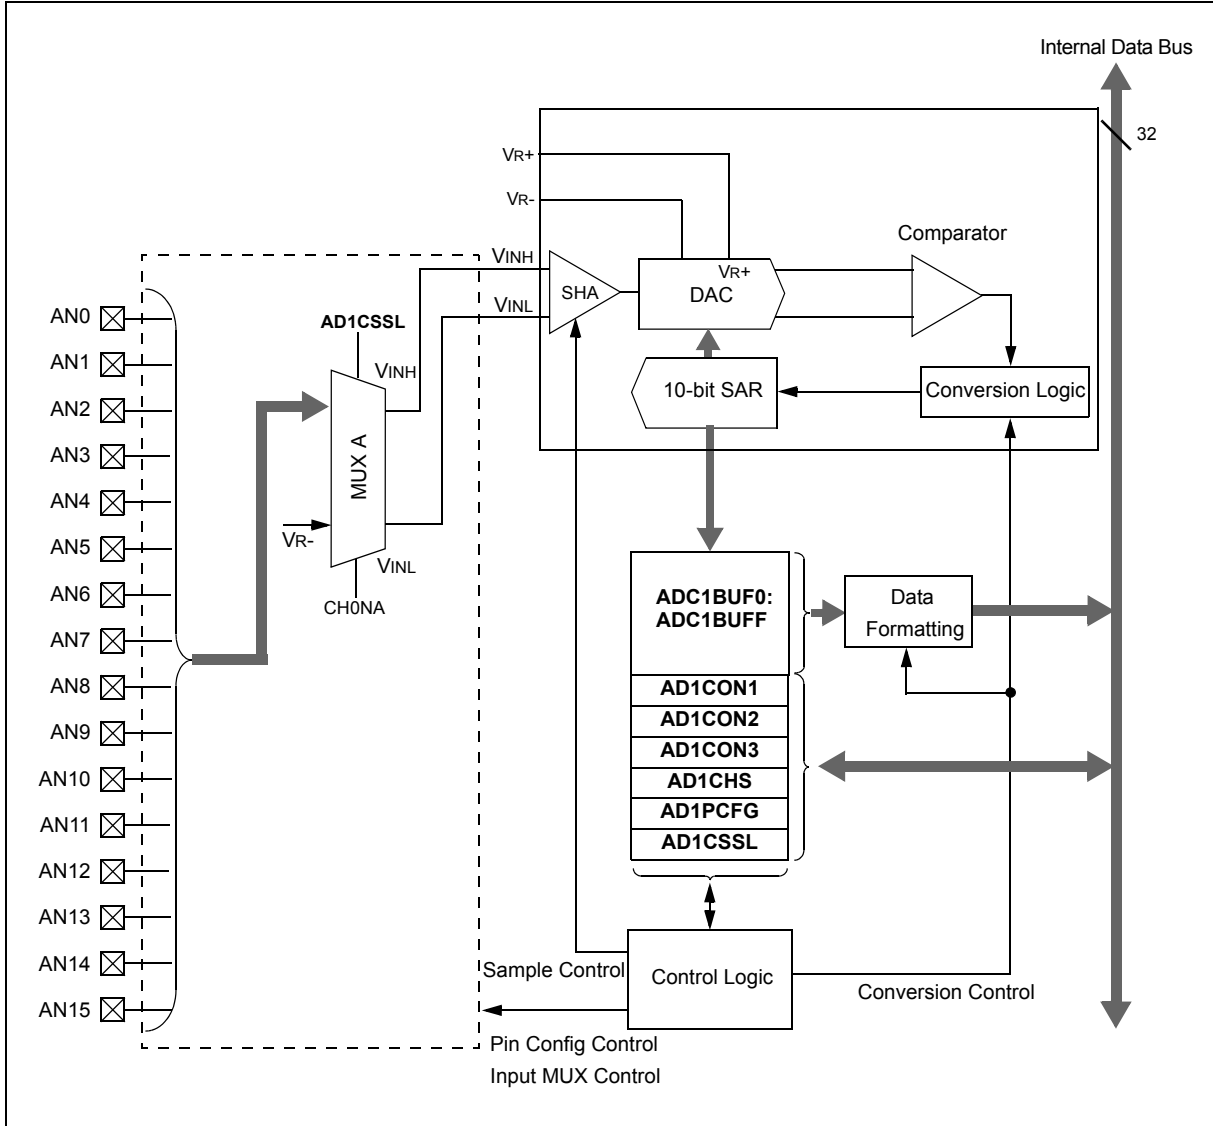 Internal Data Bus
32
VR+
VR-
Comparator
VINH
VR+
SHA
DAC
VINL
AN0
AD1CSSL
AN1
VINH
10-bit SAR
Conversion Logic
AN2
MUX A
AN3
AN4
VR-
AN5
VINL
CH0NA
AN6
ADC1BUF0:
ADC1BUFF
Data
Formatting
AN7
AN8
AD1CON1
AD1CON2
AN9
AD1CON3
AN10
AD1CHS
AD1PCFG
AN11
AD1CSSL
AN12
AN13
AN14
Sample Control
Control Logic
Conversion Control
AN15
Pin Config Control
Input MUX Control